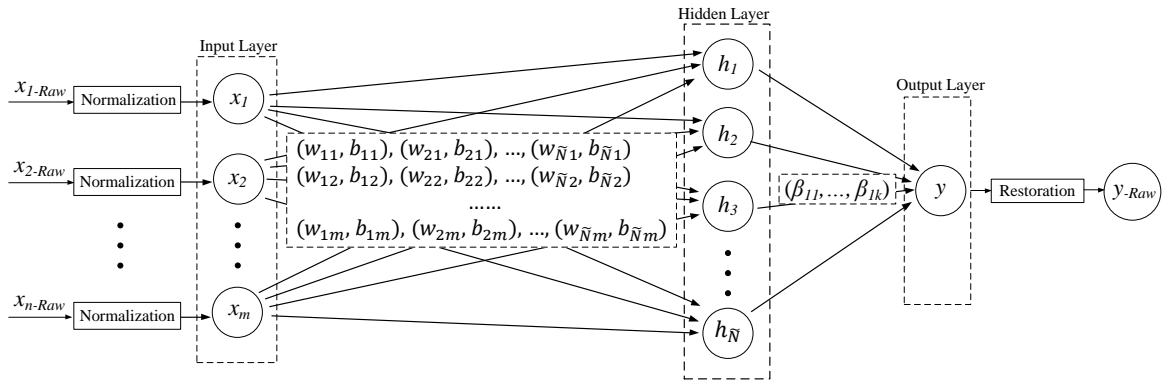 Hidden Layer
Input Layer
Output Layer
x1-Raw
Normalization
x1
h1
x2-Raw
Normalization
x2
h2
(w11, b11), (w21, b21), ..., (wÑ1, bÑ1)
(w12, b12), (w22, b22), ..., (wÑ2, bÑ2)
......
(w1m, b1m), (w2m, b2m), ..., (wÑm, bÑm)
h3
(β11, ..., β1k)
y
Restoration
y-Raw
xn-Raw
Normalization
xm
hÑ